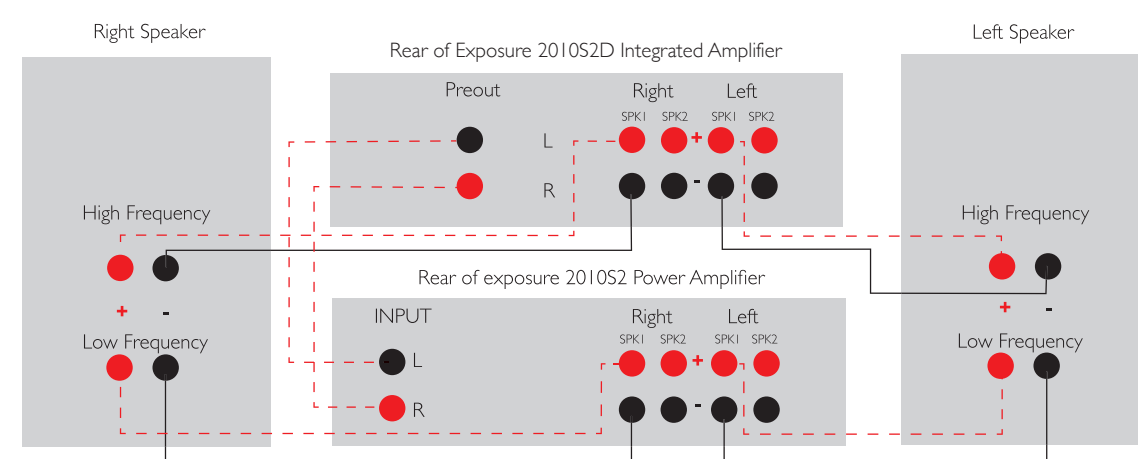 Right Speaker
Left Speaker
Rear of Exposure 2010S2D Integrated Amplifier
Preout
Right
Left
SPK1 SPK2 SPK1 SPK2
L
+
R
-
High Frequency
High Frequency
Rear of exposure 2010S2 Power Amplifier
+ -
+ -
INPUT
Right
Left
SPK1 SPK2 SPK1 SPK2
Low Frequency
Low Frequency
L
+
R
-